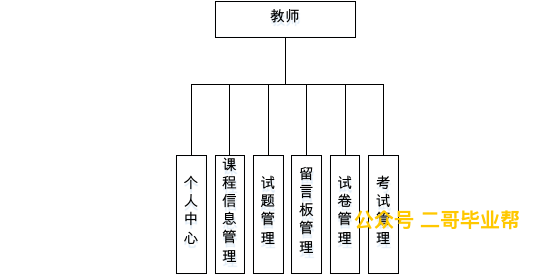 教师
个人中心
课程信息管理
试题管理
留言板管理
试卷管理
考试管理
公众号 二哥毕业帮